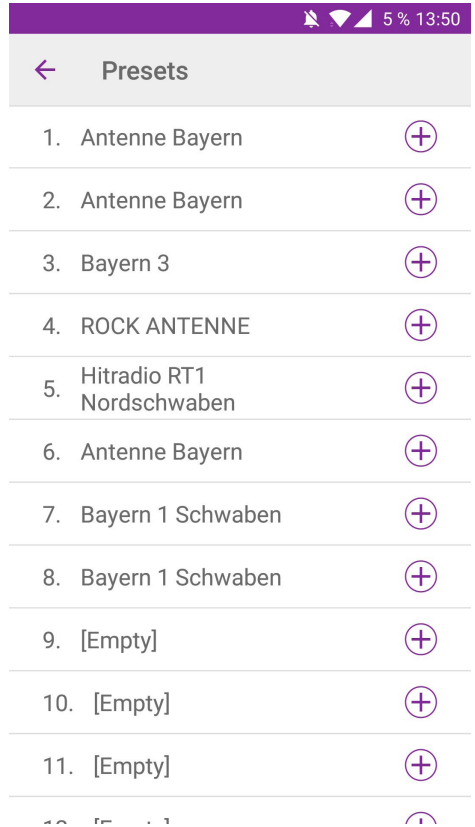 5 % 13:50
Presets
1. Antenne Bayern
2. Antenne Bayern
3. Bayern 3
4. ROCK ANTENNE
5. Hitradio RT1
Nordschwaben
6. Antenne Bayern
7. Bayern 1 Schwaben
8. Bayern 1 Schwaben
9. [Empty]
10. [Empty]
11. [Empty]